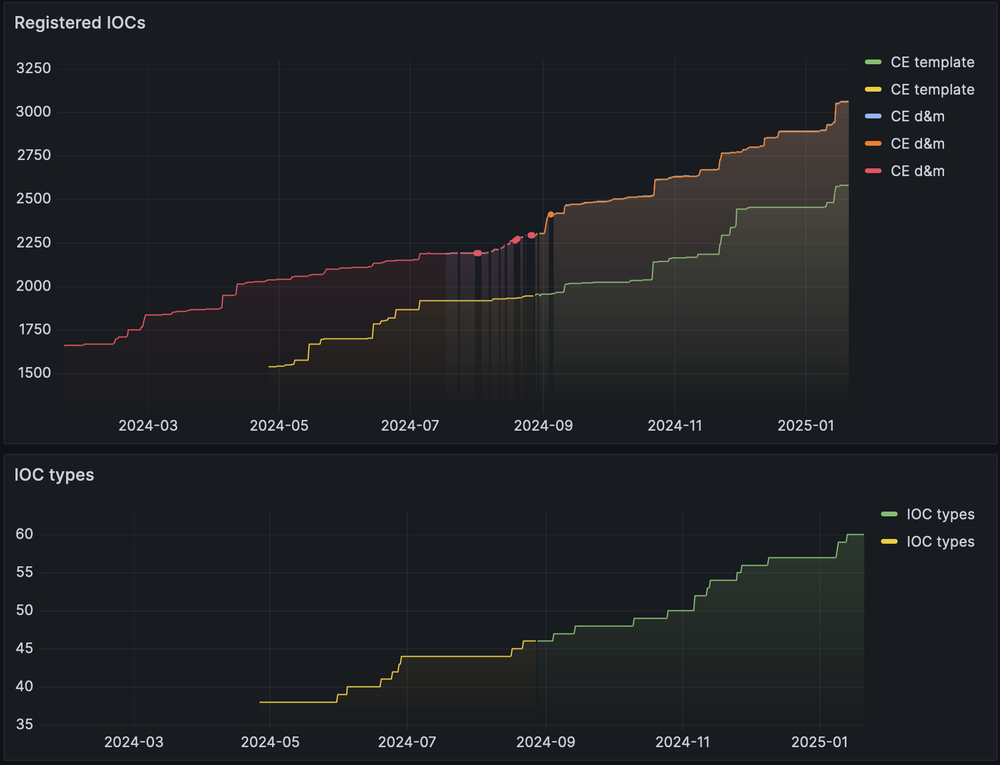 Registered IOCs
3250
3000
2750
2500
2250
2000
1750
1500
2024-03 2024-05 2024-07 2024-09 2024-11 2025-01
CE template
CE template
CE d&m
CE d&m
CE d&m
IOC types
60
55
50
45
40
35
2024-03 2024-05 2024-07 2024-09 2024-11 2025-01
IOC types
IOC types